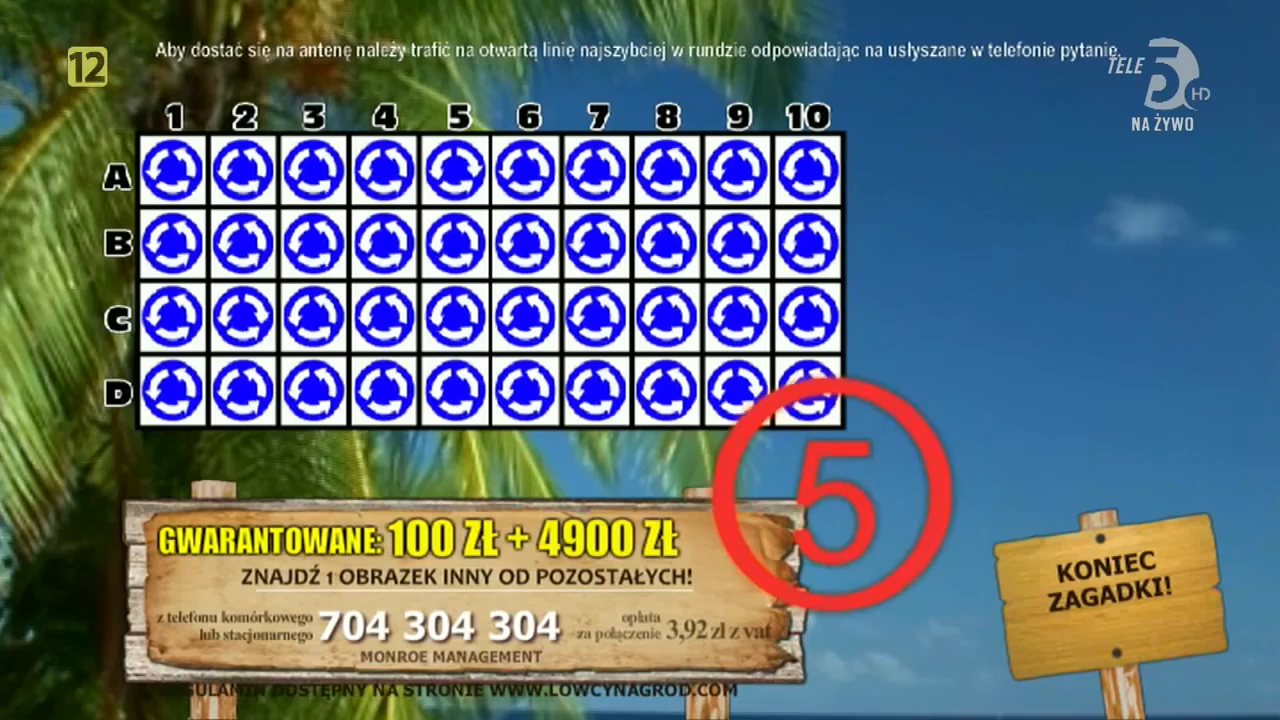 Aby dostać się na antenę należy trafić na otwartą linię najszybciej w rundzie odpowiadając na usłyszane w telefonie pytanie.
12
TELE 5 HD
NA ŻYWO
1 2 3 4 5 6 7 8 9 10
A
B
C
D
5
GWARANTOWANE: 100 ZŁ + 4900 ZŁ
ZNAJDŹ 1 OBRAZEK INNY OD POZOSTAŁYCH!
z telefonu komórkowego
lub stacjonarnego
704 304 304
opłata
za połączenie 3,92 zł z vat
MONROE MANAGEMENT
REGULAMIN DOSTĘPNY NA STRONIE WWW.LOWCYNAGROD.COM
KONIEC
ZAGADKI!